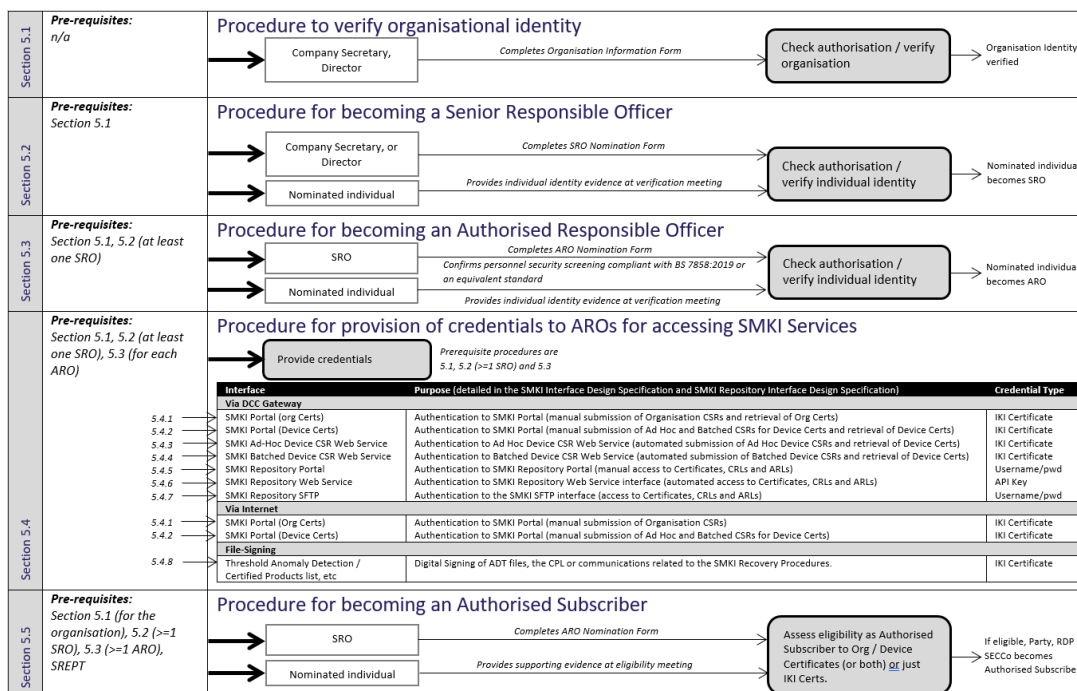 Section 5.1
Pre-requisites:
n/a
Procedure to verify organisational identity
Company Secretary,
Director
Completes Organisation Information Form
Check authorisation / verify
organisation
Organisation Identity
verified
Section 5.2
Pre-requisites:
Section 5.1
Procedure for becoming a Senior Responsible Officer
Company Secretary, or
Director
Completes SRO Nomination Form
Nominated individual
Provides individual identity evidence at verification meeting
Check authorisation /
verify individual identity
Nominated individual
becomes SRO
Section 5.3
Pre-requisites:
Section 5.1, 5.2 (at least
one SRO)
Procedure for becoming an Authorised Responsible Officer
SRO
Completes ARO Nomination Form
Confirms personnel security screening compliant with BS 7858:2019 or
an equivalent standard
Nominated individual
Provides individual identity evidence at verification meeting
Check authorisation /
verify individual identity
Nominated individual
becomes ARO
Section 5.4
Pre-requisites:
Section 5.1, 5.2 (at least
one SRO), 5.3 (for each
ARO)
Procedure for provision of credentials to AROs for accessing SMKI Services
Provide credentials
Prerequisite procedures are
5.1, 5.2 (>=1 SRO) and 5.3
Interface Purpose (detailed in the SMKI Interface Design Specification and SMKI Repository Interface Design Specification) Credential Type
Via DCC Gateway
5.4.1 SMKI Portal (org Certs) Authentication to SMKI Portal (manual submission of Organisation CSRs and retrieval of Org Certs) IKI Certificate
5.4.2 SMKI Portal (Device Certs) Authentication to SMKI Portal (manual submission of Ad Hoc and Batched CSRs for Device Certs and retrieval of Device Certs) IKI Certificate
5.4.3 SMKI Ad-Hoc Device CSR Web Service Authentication to Ad Hoc Device CSR Web Service (automated submission of Ad Hoc Device CSRs and retrieval of Device Certs) IKI Certificate
5.4.4 SMKI Batched Device CSR Web Service Authentication to Batched Device CSR Web Service (automated submission of Batched Device CSRs and retrieval of Device Certs) IKI Certificate
5.4.5 SMKI Repository Portal Authentication to SMKI Repository Portal (manual access to Certificates, CRLs and ARLs) Username/pwd
5.4.6 SMKI Repository Web Service Authentication to SMKI Repository Web Service interface (automated access to Certificates, CRLs and ARLs) API Key
5.4.7 SMKI Repository SFTP Authentication to the SMKI SFTP interface (access to Certificates, CRLs and ARLs) Username/pwd
Via Internet
5.4.1 SMKI Portal (Org Certs) Authentication to SMKI Portal (manual submission of Organisation CSRs) IKI Certificate
5.4.2 SMKI Portal (Device Certs) Authentication to SMKI Portal (manual submission of Ad Hoc and Batched CSRs for Device Certs) IKI Certificate
File-Signing
5.4.8 Threshold Anomaly Detection / Digital Signing of ADT files, the CPL or communications related to the SMKI Recovery Procedures. IKI Certificate
Certified Products list, etc
Section 5.5
Pre-requisites:
Section 5.1 (for the
organisation), 5.2 (>=1
SRO), 5.3 (>=1 ARO),
SREPT
Procedure for becoming an Authorised Subscriber
SRO
Completes ARO Nomination Form
Nominated individual
Provides supporting evidence at eligibility meeting
Assess eligibility as Authorised
Subscriber to Org / Device
Certificates (or both) or just
IKI Certs.
If eligible, Party, RDP
SECCo becomes
Authorised Subscribe